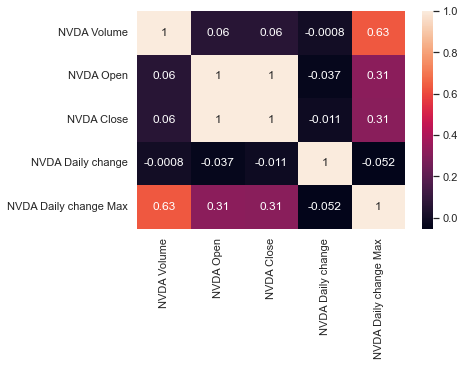 NVDA Volume 1 0.06 0.06 -0.0008 0.63
NVDA Open 0.06 1 1 -0.037 0.31
NVDA Close 0.06 1 1 -0.011 0.31
NVDA Daily change -0.0008 -0.037 -0.011 1 -0.052
NVDA Daily change Max 0.63 0.31 0.31 -0.052 1
NVDA Volume
NVDA Open
NVDA Close
NVDA Daily change
NVDA Daily change Max
1.0
0.8
0.6
0.4
0.2
0.0